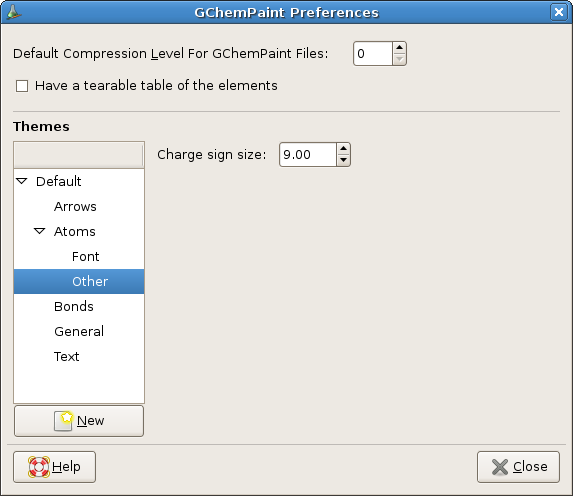 GChemPaint Preferences
Default Compression Level For GChemPaint Files: 0
Have a tearable table of the elements
Themes
Charge sign size: 9.00
Default
Arrows
Atoms
Font
Other
Bonds
General
Text
New
Help Close